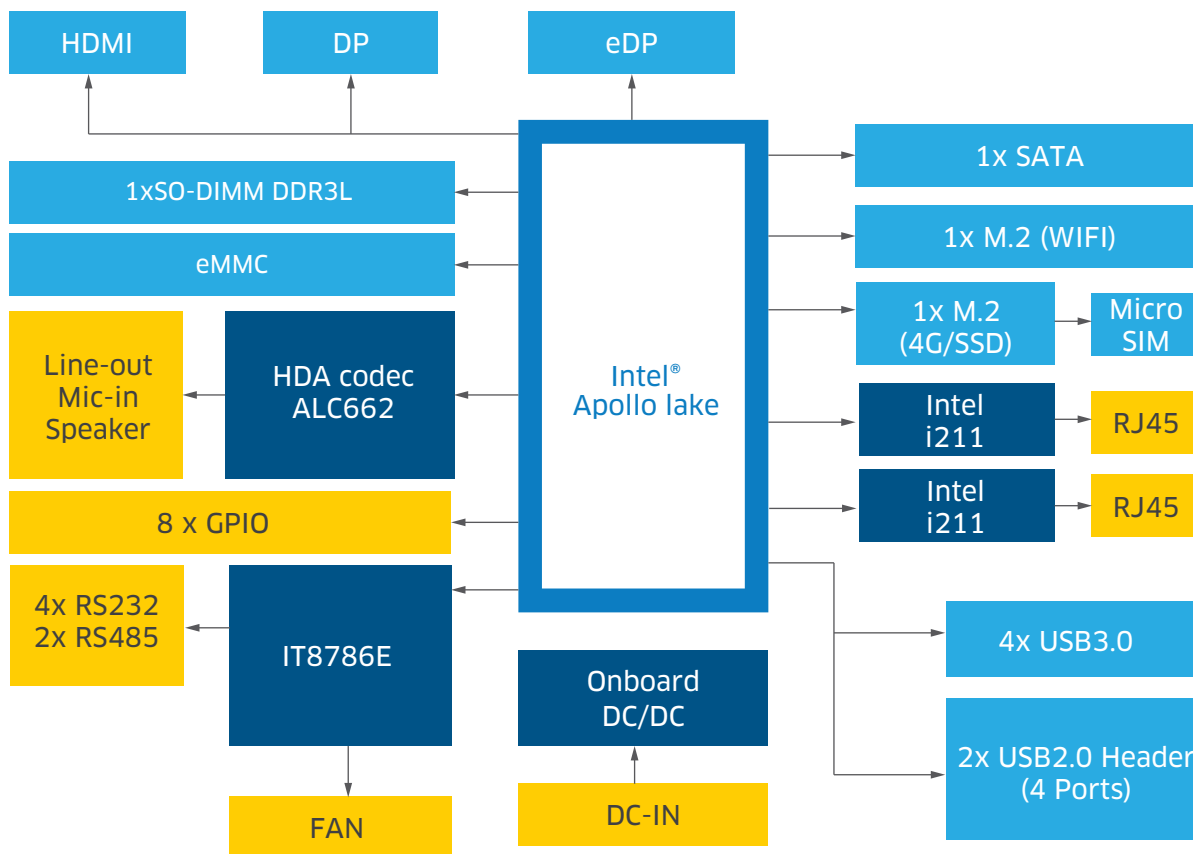 HDMI
DP
eDP
1xSO-DIMM DDR3L
eMMC
Line-out
Mic-in
Speaker
HDA codec
ALC662
8 x GPIO
4x RS232
2x RS485
IT8786E
FAN
Intel®
Apollo lake
Onboard
DC/DC
DC-IN
1x SATA
1x M.2 (WIFI)
1x M.2
(4G/SSD)
Micro
SIM
Intel
i211
RJ45
Intel
i211
RJ45
4x USB3.0
2x USB2.0 Header
(4 Ports)